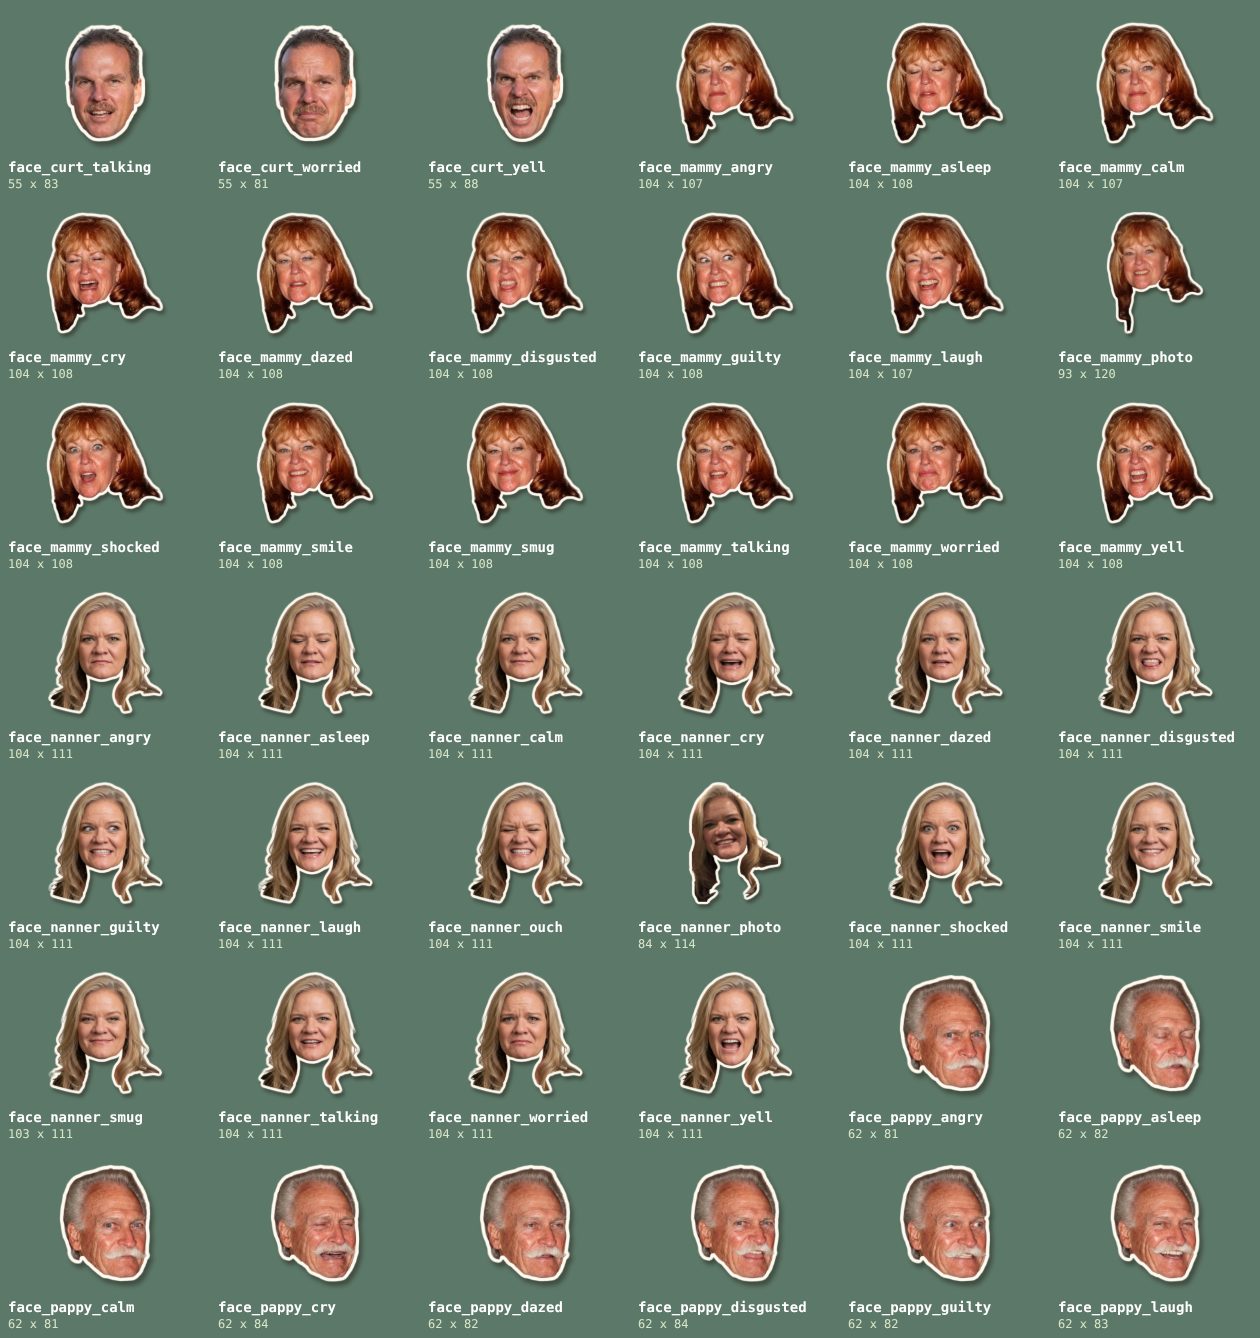 face_curt_talking
55 x 83
face_curt_worried
55 x 81
face_curt_yell
55 x 88
face_mammy_angry
104 x 107
face_mammy_asleep
104 x 108
face_mammy_calm
104 x 107
face_mammy_cry
104 x 108
face_mammy_dazed
104 x 108
face_mammy_disgusted
104 x 108
face_mammy_guilty
104 x 108
face_mammy_laugh
104 x 107
face_mammy_photo
93 x 120
face_mammy_shocked
104 x 108
face_mammy_smile
104 x 108
face_mammy_smug
104 x 108
face_mammy_talking
104 x 108
face_mammy_worried
104 x 108
face_mammy_yell
104 x 108
face_nanner_angry
104 x 111
face_nanner_asleep
104 x 111
face_nanner_calm
104 x 111
face_nanner_cry
104 x 111
face_nanner_dazed
104 x 111
face_nanner_disgusted
104 x 111
face_nanner_guilty
104 x 111
face_nanner_laugh
104 x 111
face_nanner_ouch
104 x 111
face_nanner_photo
84 x 114
face_nanner_shocked
104 x 111
face_nanner_smile
104 x 111
face_nanner_smug
103 x 111
face_nanner_talking
104 x 111
face_nanner_worried
104 x 111
face_nanner_yell
104 x 111
face_pappy_angry
62 x 81
face_pappy_asleep
62 x 82
face_pappy_calm
62 x 81
face_pappy_cry
62 x 84
face_pappy_dazed
62 x 82
face_pappy_disgusted
62 x 84
face_pappy_guilty
62 x 82
face_pappy_laugh
62 x 83